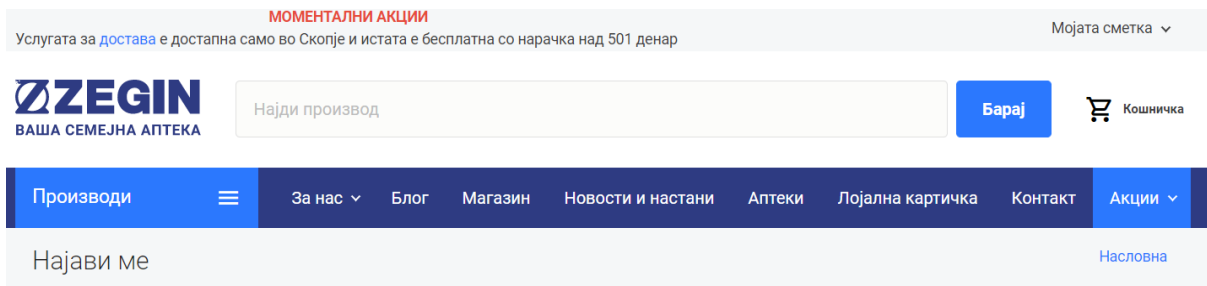 МОМЕНТАЛНИ АКЦИИ
Услугата за достава е достапна само во Скопје и истата е бесплатна со нарачка над 501 денар
Мојата сметка
ZEGIN
ВАША СЕМЕЈНА АПТЕКА
Најди производ
Барај
Кошничка
Производи
За нас
Блог
Магазин
Новости и настани
Аптеки
Лојална картичка
Контакт
Акции
Најави ме
Насловна